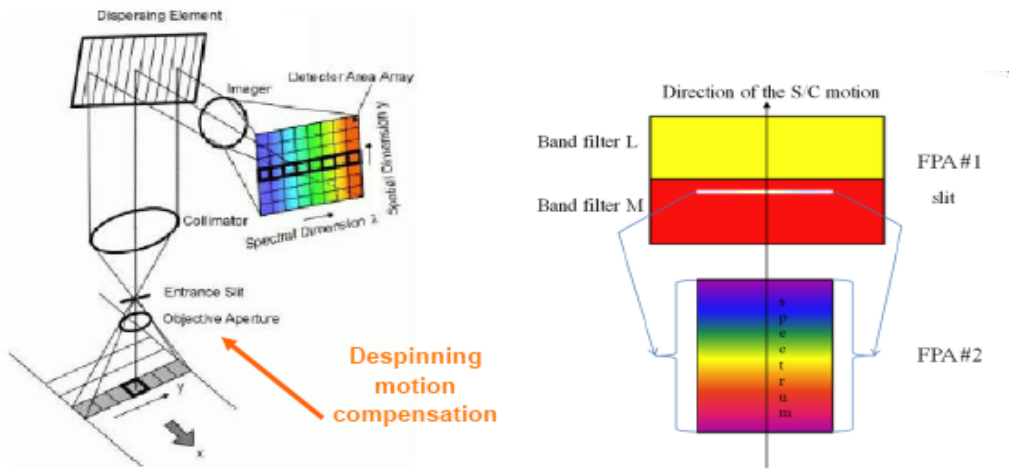 Dispersing Element
Detector Area Array
Imager
Spatial Dimension y
Spectral Dimension λ
Collimator
Entrance Slit
Objective Aperture
y
x
Despinning
motion
compensation
Direction of the S/C motion
Band filter L
FPA#1
slit
Band filter M
spectrum
FPA#2